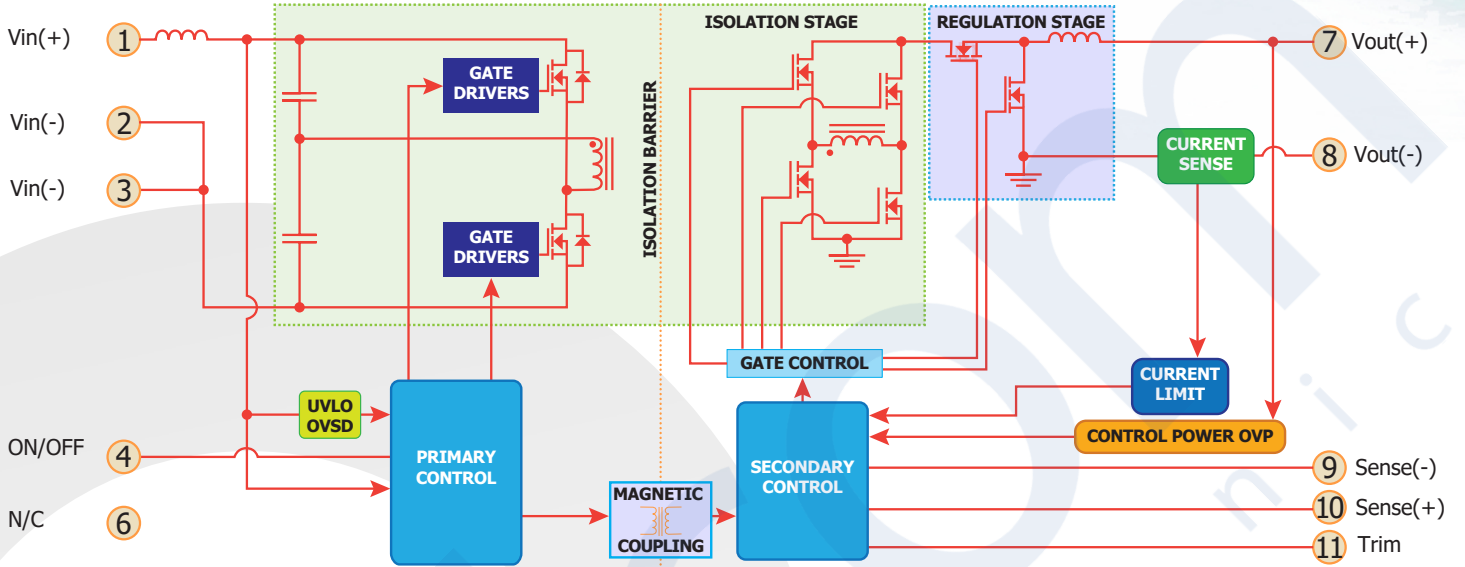 ISOLATION STAGE
REGULATION STAGE
Vin(+)
1
7
Vout(+)
GATE
DRIVERS
ISOLATION BARRIER
Vin(-)
2
CURRENT
SENSE
8
Vout(-)
Vin(-)
3
GATE
DRIVERS
GATE CONTROL
CURRENT
LIMIT
UVLO
OVSD
CONTROL POWER OVP
ON/OFF
4
PRIMARY
CONTROL
SECONDARY
CONTROL
9
Sense(-)
MAGNETIC
COUPLING
10
Sense(+)
N/C
6
11
Trim
om
n i c